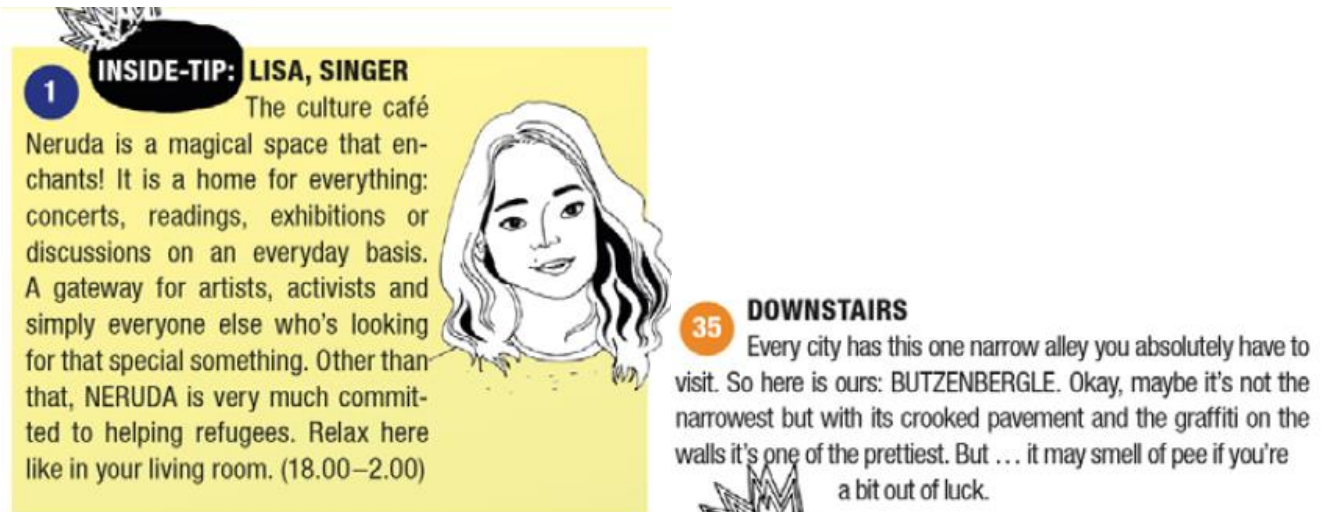 1
INSIDE-TIP: LISA, SINGER
The culture café
Neruda is a magical space that en-
chants! It is a home for everything:
concerts, readings, exhibitions or
discussions on an everyday basis.
A gateway for artists, activists and
simply everyone else who's looking
for that special something. Other than
that, NERUDA is very much commit-
ted to helping refugees. Relax here
like in your living room. (18.00–2.00)
35
DOWNSTAIRS
Every city has this one narrow alley you absolutely have to
visit. So here is ours: BUTZENBERGLE. Okay, maybe it's not the
narrowest but with its crooked pavement and the graffiti on the
walls it's one of the prettiest. But ... it may smell of pee if you're
a bit out of luck.